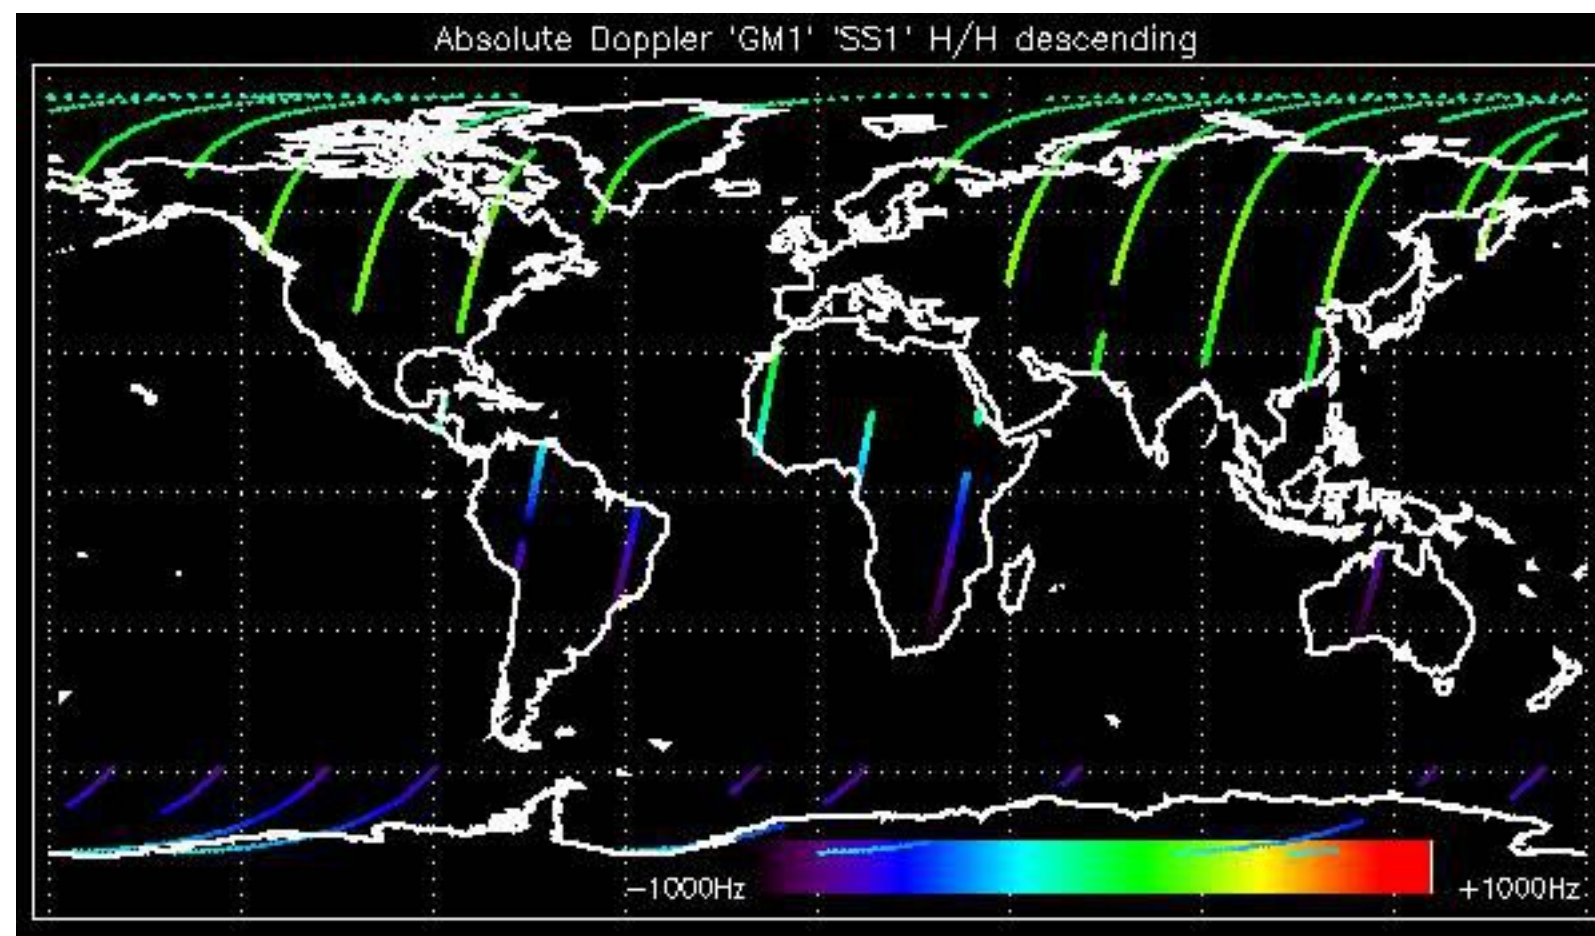 Absolute Doppler 'GM1' 'SS1' H/H descending
-1000Hz
+1000Hz